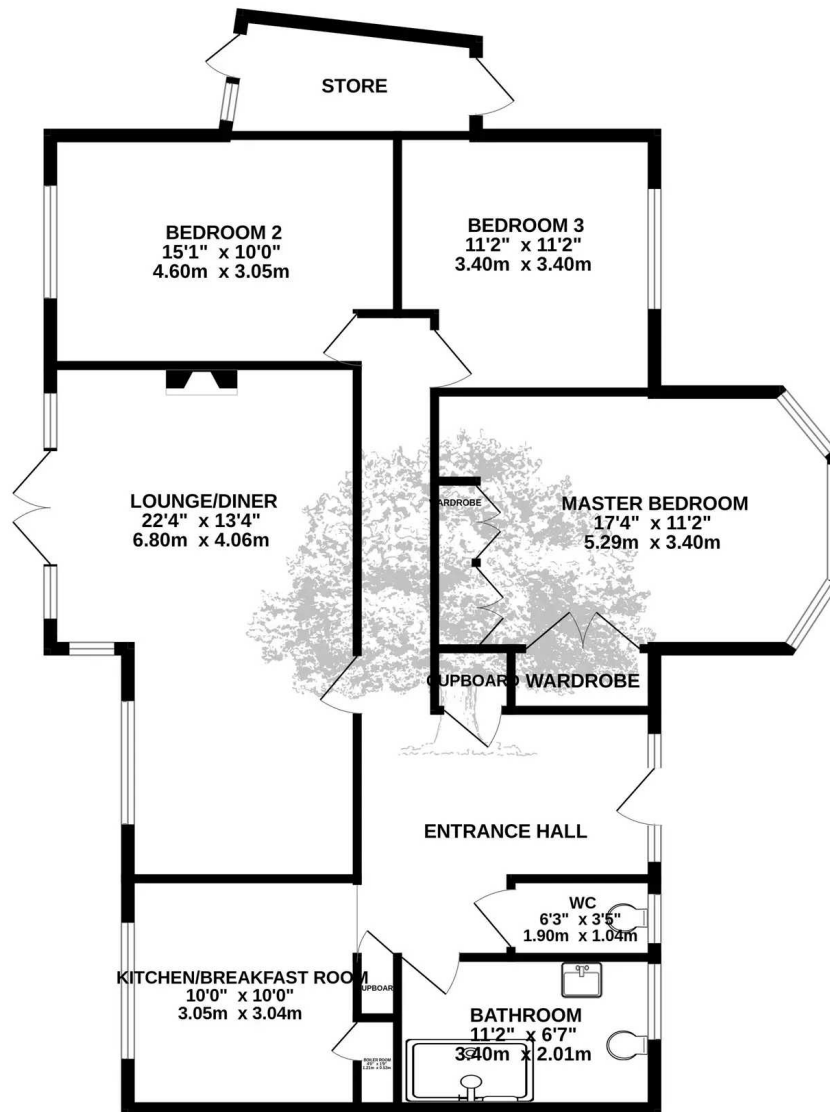 STORE
BEDROOM 2
15'1" x 10'0"
4.60m x 3.05m
BEDROOM 3
11'2" x 11'2"
3.40m x 3.40m
LOUNGE/DINER
22'4" x 13'4"
6.80m x 4.06m
MASTER BEDROOM
17'4" x 11'2"
5.29m x 3.40m
CUPBOARD
WARDROBE
ENTRANCE HALL
WC
6'3" x 3'5"
1.90m x 1.04m
KITCHEN/BREAKFAST ROOM
10'0" x 10'0"
3.05m x 3.04m
BATHROOM
11'2" x 6'7"
3.40m x 2.01m
BOILER ROOM